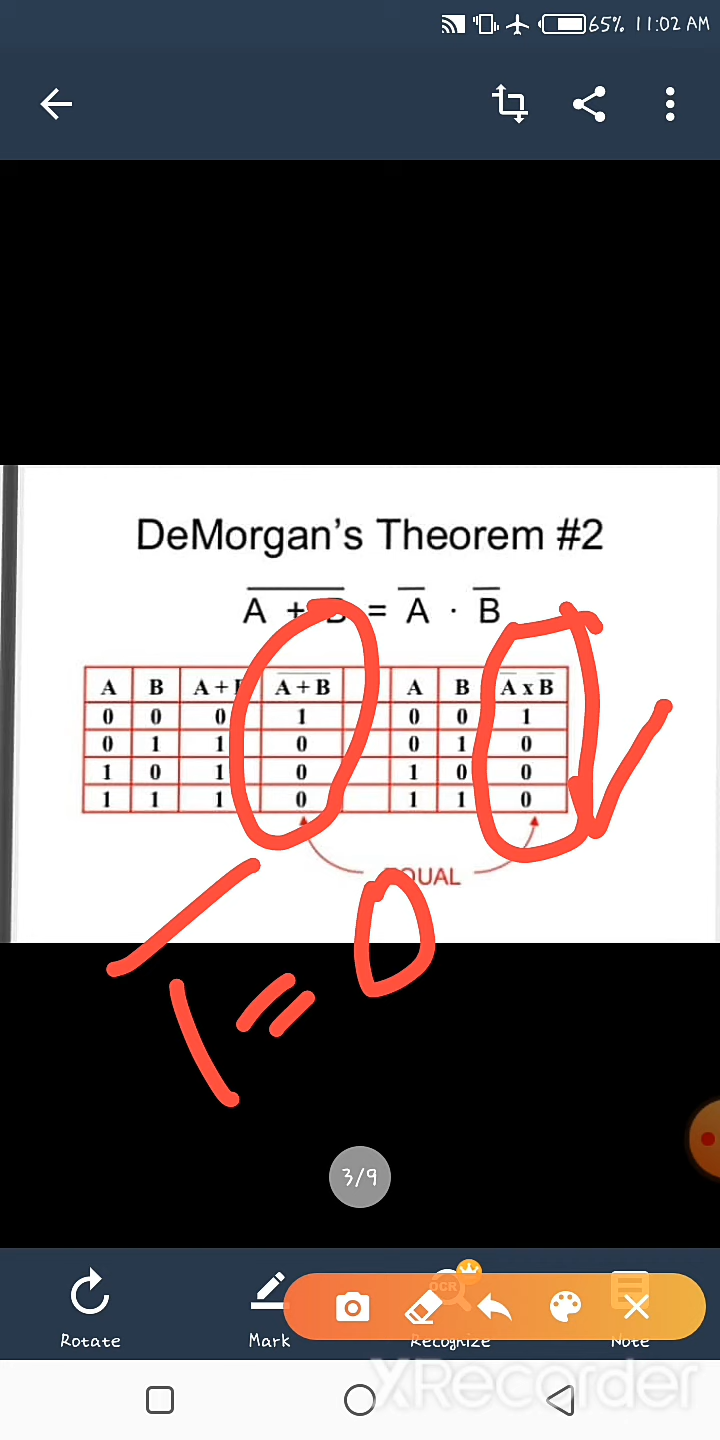 65% 11:02 AM
DeMorgan's Theorem #2
A + B = A · B
A B A + B A + B A B A x B
0 0 0 1 0 0 1
0 1 1 0 0 1 0
1 0 1 0 1 0 0
1 1 1 0 1 1 0
EQUAL
1 = 0
3/9
OCR
Rotate Mark Recognize Note
XRecorder